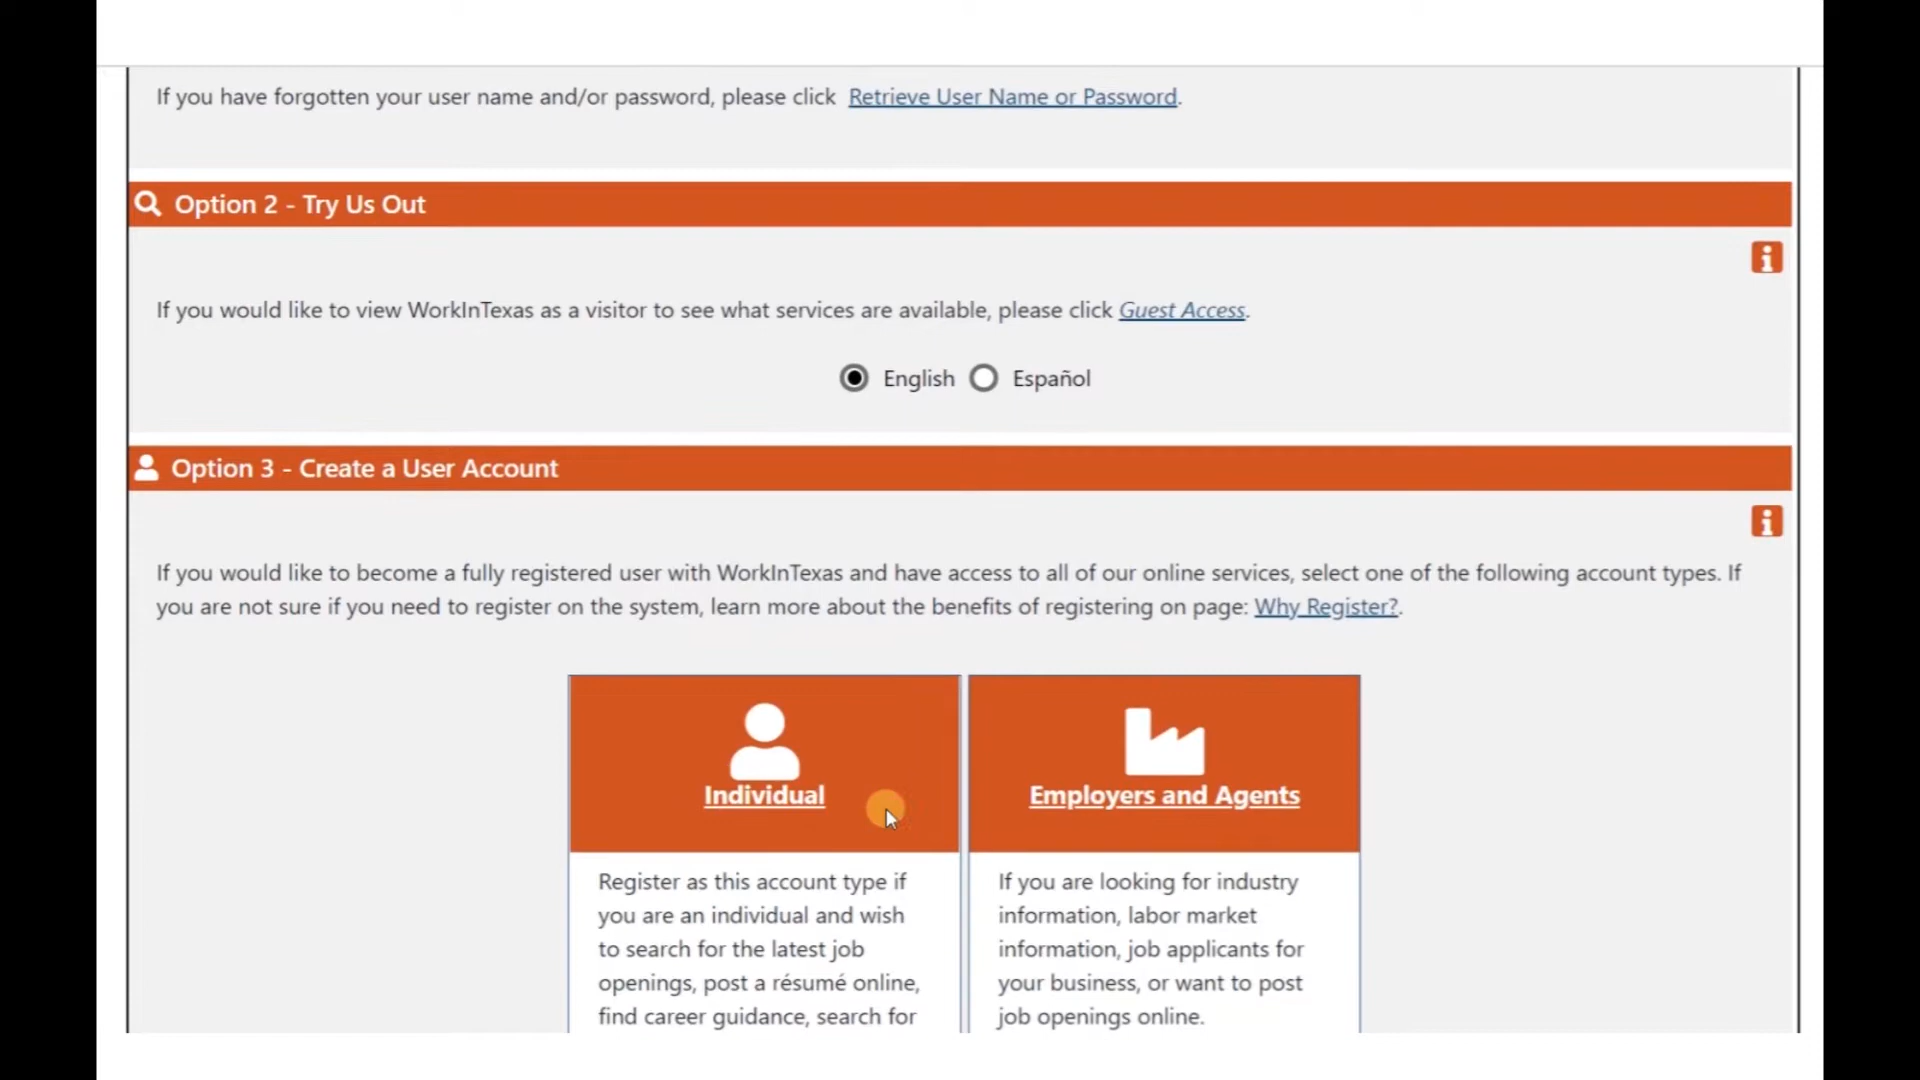 If you have forgotten your user name and/or password, please click Retrieve User Name or Password.
Option 2 - Try Us Out
If you would like to view WorkInTexas as a visitor to see what services are available, please click Guest Access.
English Español
Option 3 - Create a User Account
If you would like to become a fully registered user with WorkInTexas and have access to all of our online services, select one of the following account types. If
you are not sure if you need to register on the system, learn more about the benefits of registering on page: Why Register?.
Individual
Register as this account type if
you are an individual and wish
to search for the latest job
openings, post a résumé online,
find career guidance, search for
Employers and Agents
If you are looking for industry
information, labor market
information, job applicants for
your business, or want to post
job openings online.